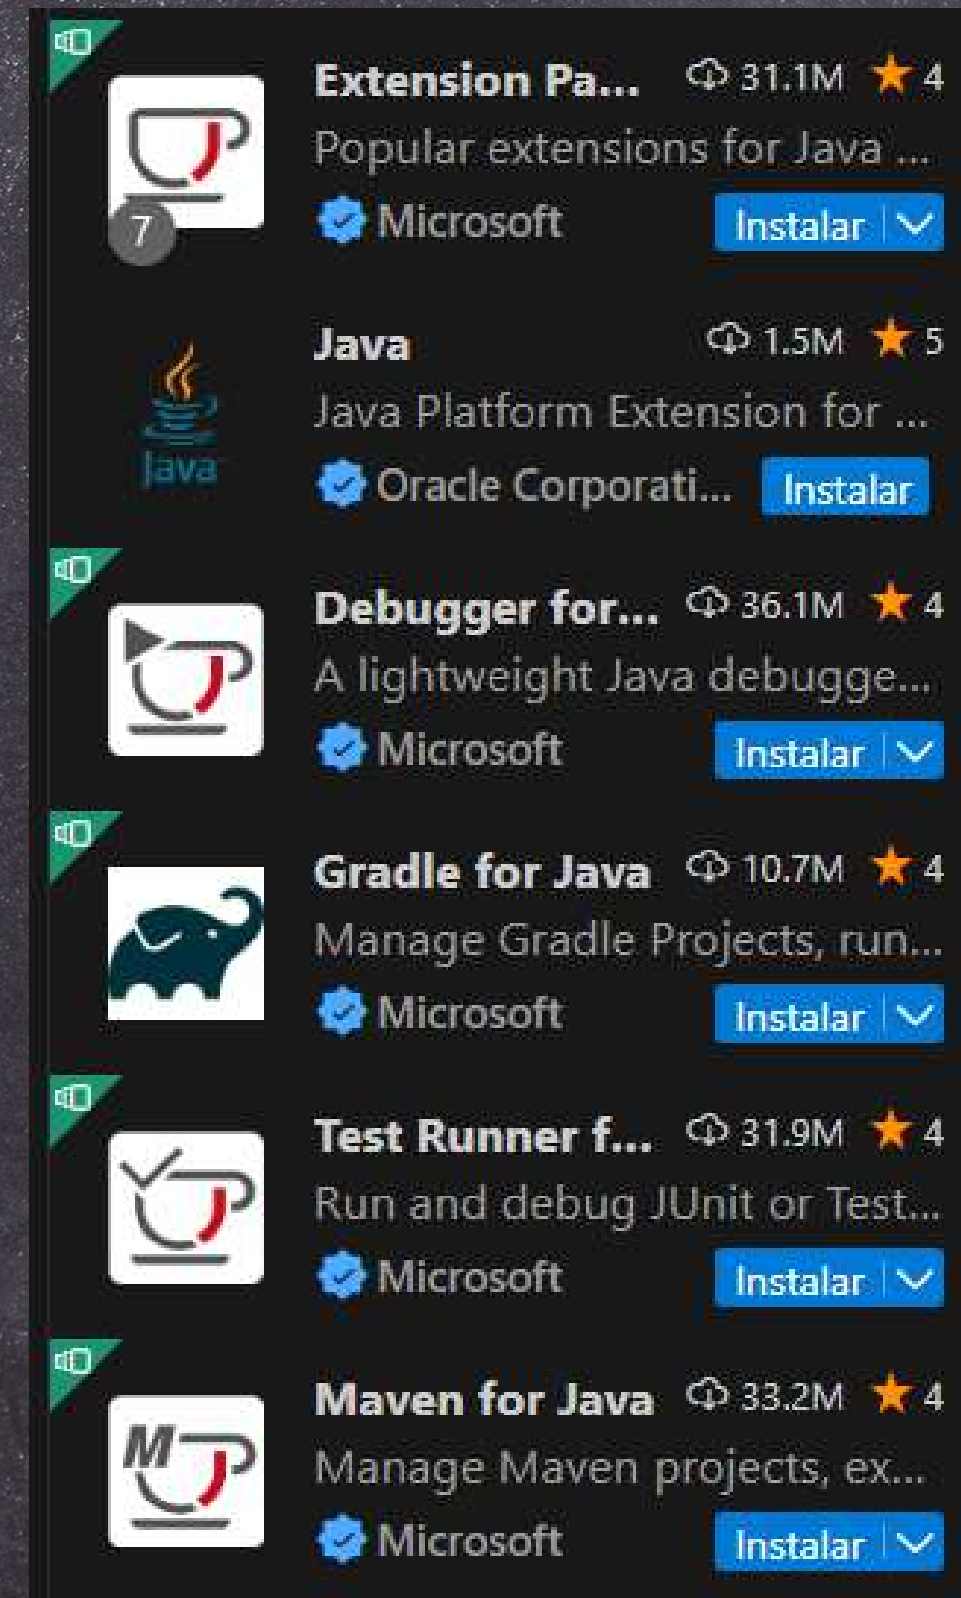 Extension Pa... 31.1M 4
Popular extensions for Java ...
7
Microsoft Instalar
Java 1.5M 5
Java Platform Extension for ...
Java
Oracle Corporati... Instalar
Debugger for... 36.1M 4
A lightweight Java debugge...
Microsoft Instalar
Gradle for Java 10.7M 4
Manage Gradle Projects, run...
Microsoft Instalar
Test Runner f... 31.9M 4
Run and debug JUnit or Test...
Microsoft Instalar
Maven for Java 33.2M 4
M
Manage Maven projects, ex...
Microsoft Instalar